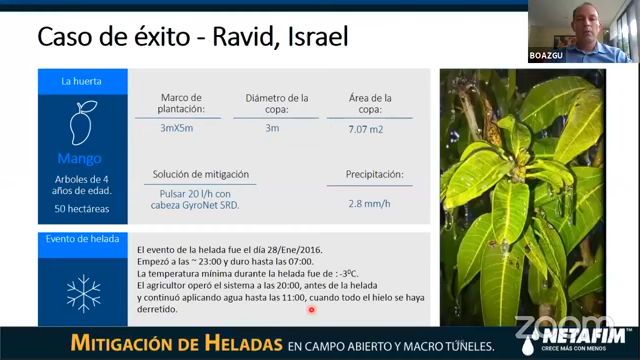 Caso de éxito - Ravid, Israel
BOAZGU
La huerta
Mango
Arboles de 4
años de edad.
50 hectáreas
Marco de
plantación:
3mX5m
Diámetro de la
copa:
3m
Área de la
copa:
7.07 m2
Solución de mitigación
Pulsar 20 l/h con
cabeza GyroNet SRD.
Precipitación:
2.8 mm/h
Evento de helada
El evento de la helada fue el día 28/Ene/2016.
Empezó a las ~ 23:00 y duro hasta las 07:00.
La temperatura mínima durante la helada fue de : -3⁰C.
El agricultor operó el sistema a las 20:00, antes de la helada
y continuó aplicando agua hasta las 11:00, cuando todo el hielo se haya
derretido.
zoom
MITIGACIÓN DE HELADAS EN CAMPO ABIERTO Y MACRO TÚNELES.
NETAFIM™
CRECE MÁS CON MENOS